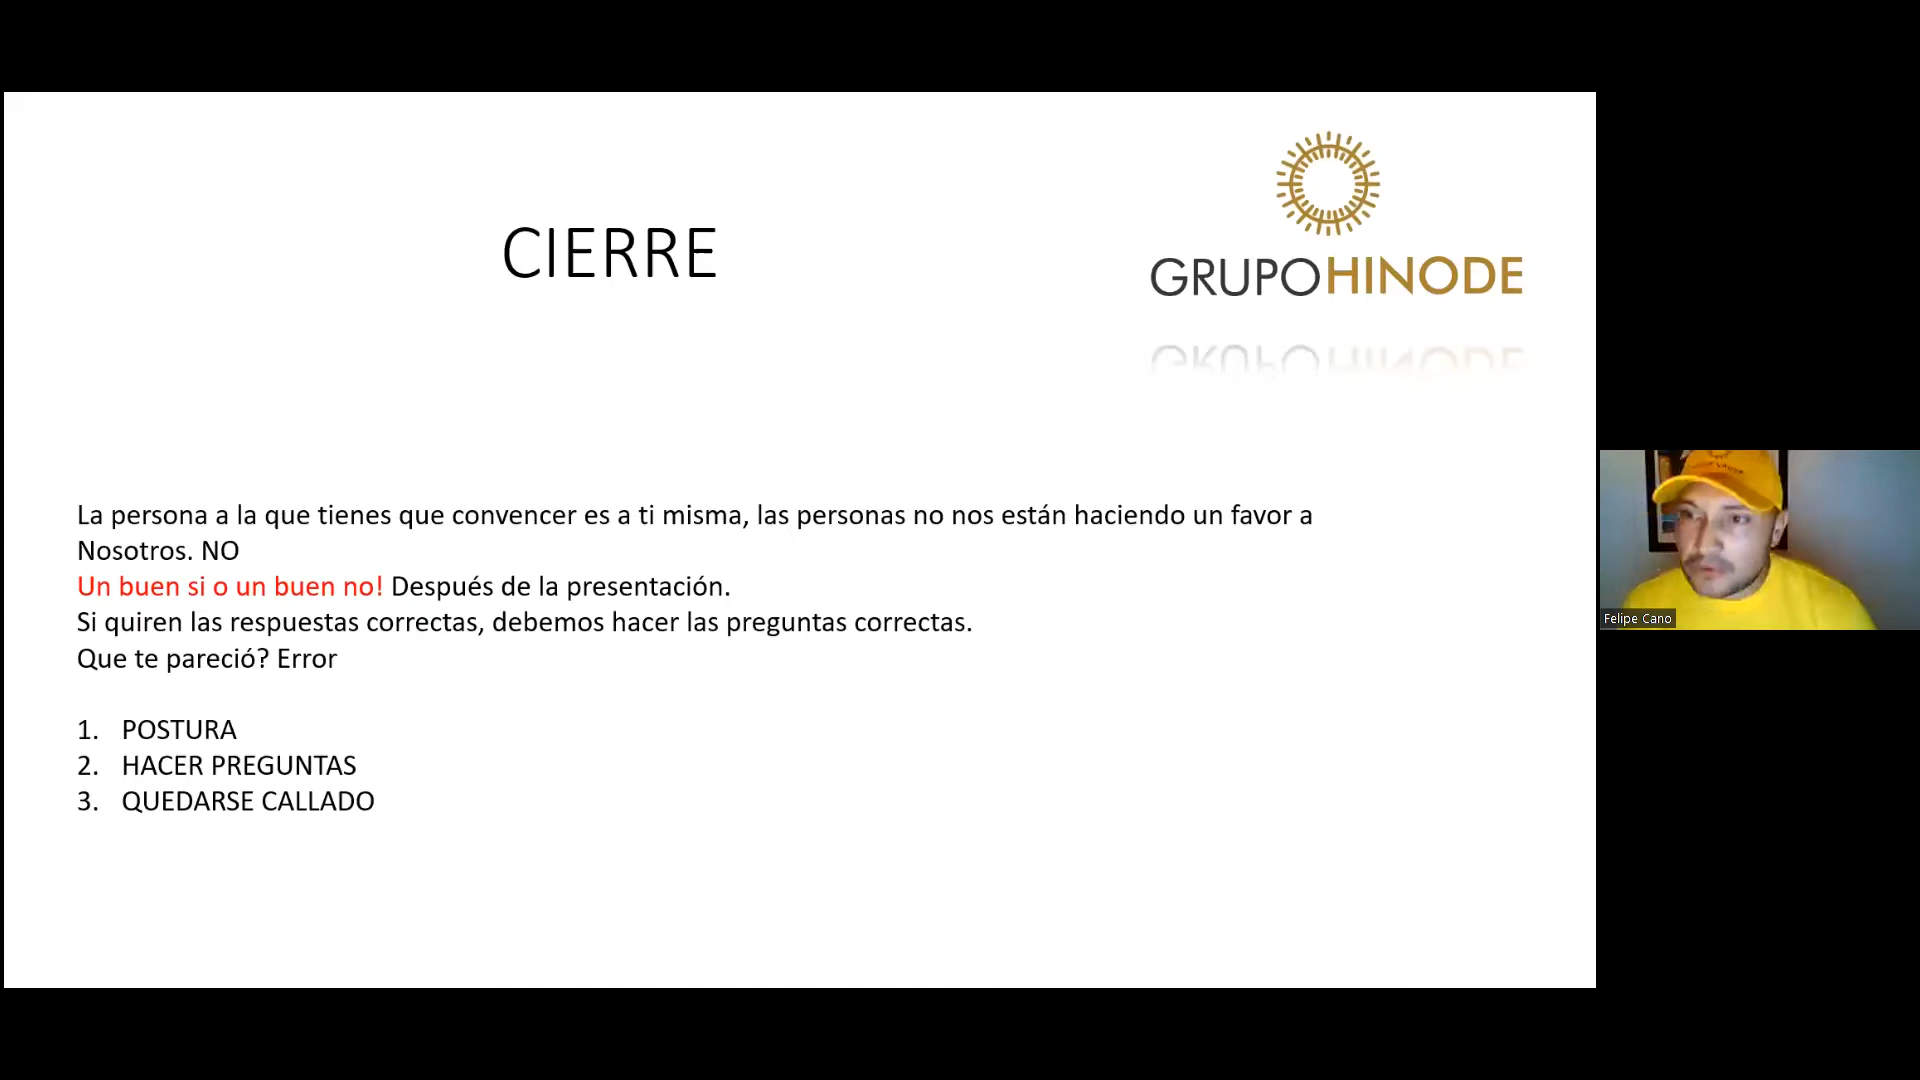 CIERRE
GRUPOHINODE
La persona a la que tienes que convencer es a ti misma, las personas no nos están haciendo un favor a
Nosotros. NO
Un buen si o un buen no! Después de la presentación.
Si quiren las respuestas correctas, debemos hacer las preguntas correctas.
Que te pareció? Error
1. POSTURA
2. HACER PREGUNTAS
3. QUEDARSE CALLADO
Felipe Cano